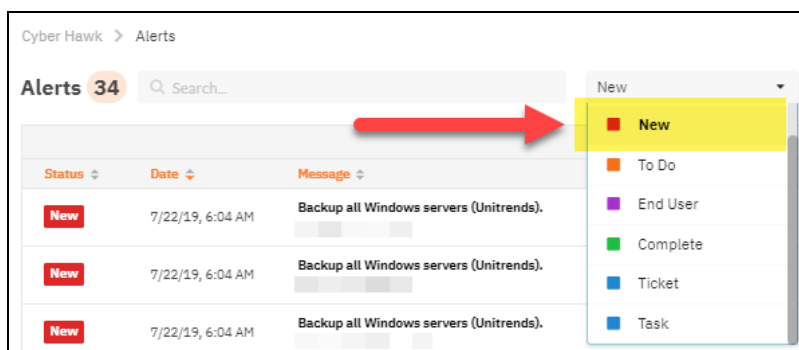 Cyber Hawk > Alerts
Alerts 34 Search... New
New
To Do
End User
Complete
Ticket
Task
Status Date Message
New 7/22/19, 6:04 AM Backup all Windows servers (Unitrends).
New 7/22/19, 6:04 AM Backup all Windows servers (Unitrends).
New 7/22/19, 6:04 AM Backup all Windows servers (Unitrends).